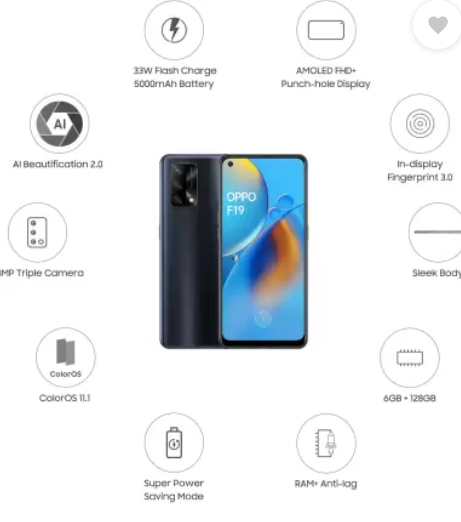 33W Flash Charge
5000mAh Battery
AMOLED FHD+
Punch-hole Display
AI
AI Beautification 2.0
In-display
Fingerprint 3.0
OPPO
F19
MP Triple Camera
Sleek Body
ColorOS
ColorOS 11.1
6GB + 128GB
Super Power
Saving Mode
RAM+ Anti-lag